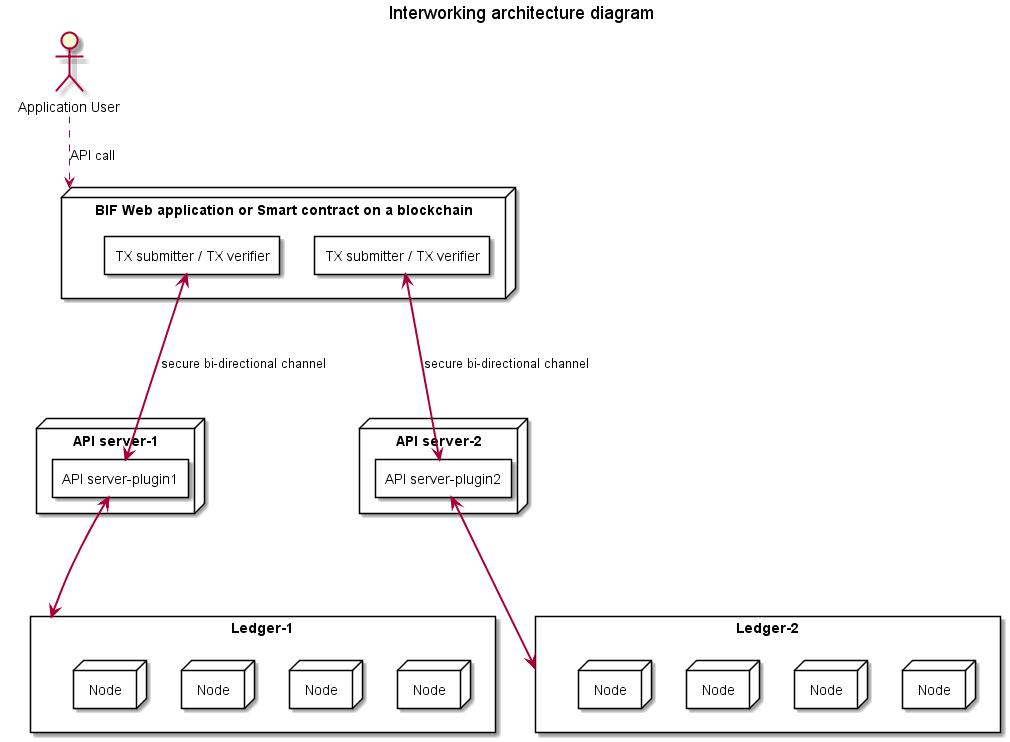 Interworking architecture diagram
Application User
API call
BIF Web application or Smart contract on a blockchain
TX submitter / TX verifier
TX submitter / TX verifier
secure bi-directional channel
secure bi-directional channel
API server-1
API server-2
API server-plugin1
API server-plugin2
Ledger-1
Ledger-2
Node
Node
Node
Node
Node
Node
Node
Node